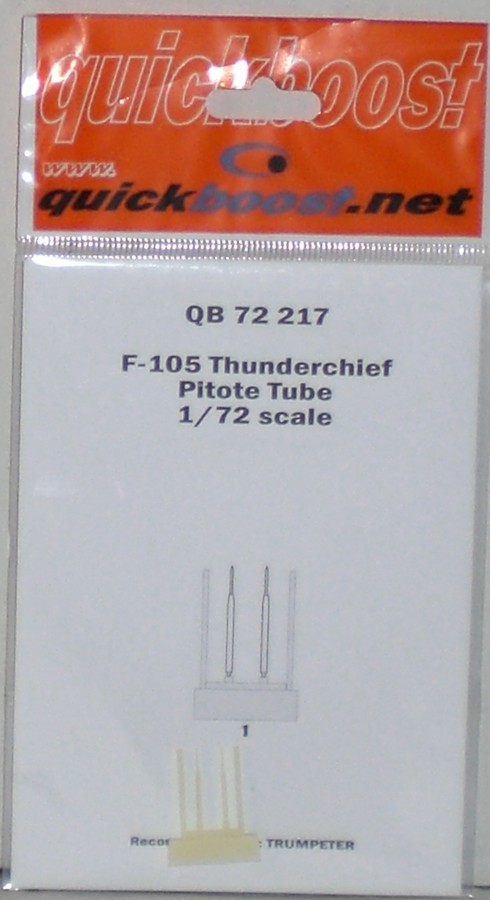 quickboost
www.
quickboost.net
QB 72 217
F-105 Thunderchief
Pitote Tube
1/72 scale
1
: TRUMPETER